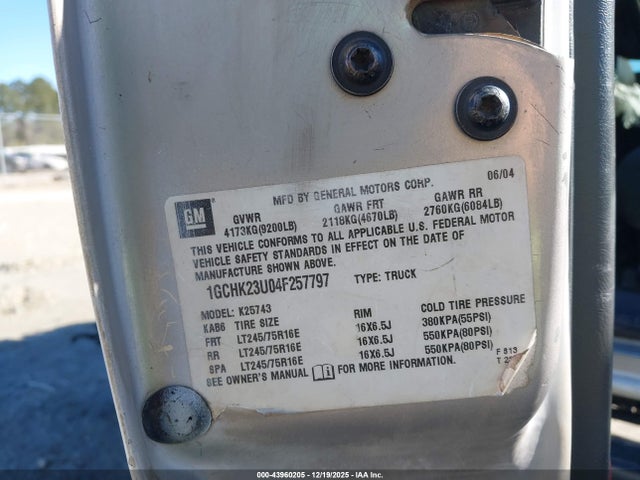 MFD BY GENERAL MOTORS CORP. 06/04
GM
GVWR GAWR FRT GAWR RR
4173KG(9200LB) 2118KG(4670LB) 2760KG(6084LB)
THIS VEHICLE CONFORMS TO ALL APPLICABLE U.S. FEDERAL MOTOR
VEHICLE SAFETY STANDARDS IN EFFECT ON THE DATE OF
MANUFACTURE SHOWN ABOVE.
1GCHK23U04F257797 TYPE: TRUCK
MODEL: K25743
KAB6 TIRE SIZE RIM COLD TIRE PRESSURE
FRT LT245/75R16E 16X6.5J 380KPA(55PSI)
RR LT245/75R16E 16X6.5J 550KPA(80PSI)
SPA LT245/75R16E 16X6.5J 550KPA(80PSI)
SEE OWNER'S MANUAL FOR MORE INFORMATION.
F 813
T
000-43960205 - 12/19/2025 - IAA Inc.